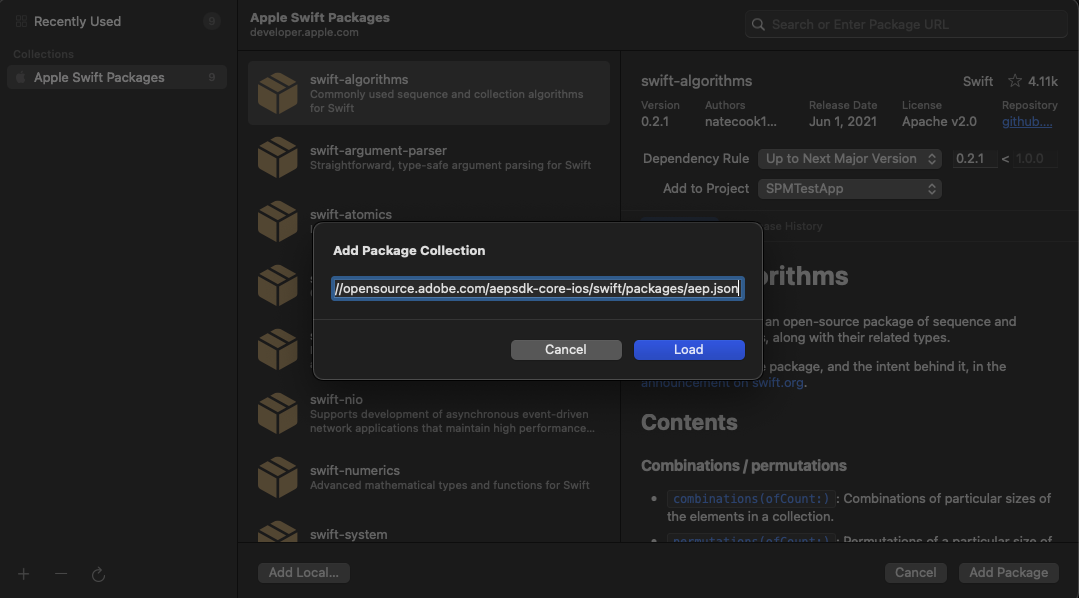 Recently Used
9
Collections
Apple Swift Packages
9
Apple Swift Packages
developer.apple.com
Search or Enter Package URL
swift-algorithms
Commonly used sequence and collection algorithms
for Swift
swift-argument-parser
Straightforward, type-safe argument parsing for Swift
swift-atomics
swift-nio
Supports development of asynchronous event-driven
network applications that maintain high performance...
swift-numerics
Advanced mathematical types and functions for Swift
swift-system
Add Local...
swift-algorithms
Swift
4.11k
Version
Authors
Release Date
License
Repository
0.2.1
natecook1...
Jun 1, 2021
Apache v2.0
github....
Dependency Rule
Up to Next Major Version
0.2.1 < 1.0.0
Add to Project
SPMTestApp
History
Add Package Collection
//opensource.adobe.com/aepsdk-core-ios/swift/packages/aep.json
Cancel
Load
an open-source package of sequence and
, along with their related types.
package, and the intent behind it, in the
announcement on swift.org.
Contents
Combinations / permutations
• combinations(ofCount:) : Combinations of particular sizes of
the elements in a collection.
• permutations(ofCount:) : Permutations of a particular size of
Cancel
Add Package